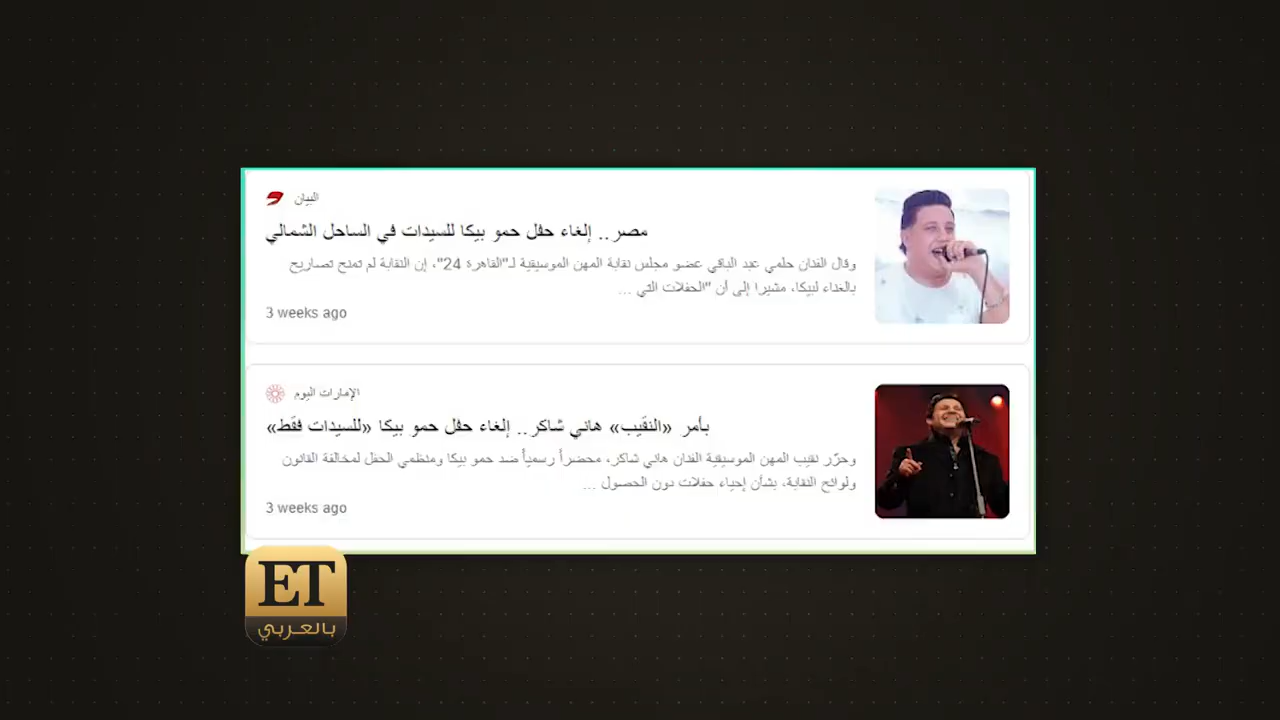 البيان
مصر.. إلغاء حفل حمو بيكا للسيدات في الساحل الشمالي
وقال الفنان حلمي عبد الباقي عضو مجلس نقابة المهن الموسيقية لـ"القاهرة 24"، إن النقابة لم تمنح تصاريح
بالغناء لبيكا، مشيرا إلى أن "الحفلات التي ...
3 weeks ago
الإمارات اليوم
بأمر «النقيب» هاني شاكر.. إلغاء حفل حمو بيكا «للسيدات فقط»
وحرّر نقيب المهن الموسيقية الفنان هاني شاكر، محضراً رسمياً ضد حمو بيكا ومنظمي الحفل لمخالفة القانون
ولوائح النقابة، بشأن إحياء حفلات دون الحصول ...
3 weeks ago
ET
بالعربي